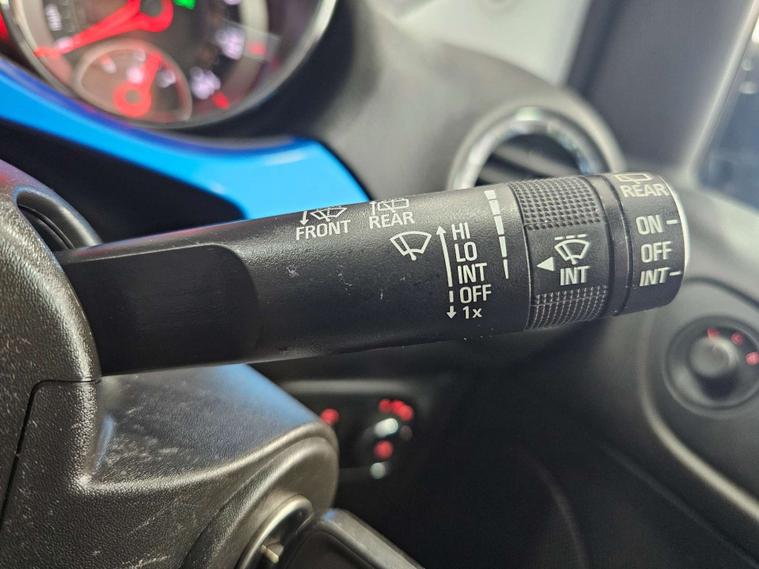 FRONT
REAR
HI
LO
INT
OFF
1x
INT
REAR
ON
OFF
INT